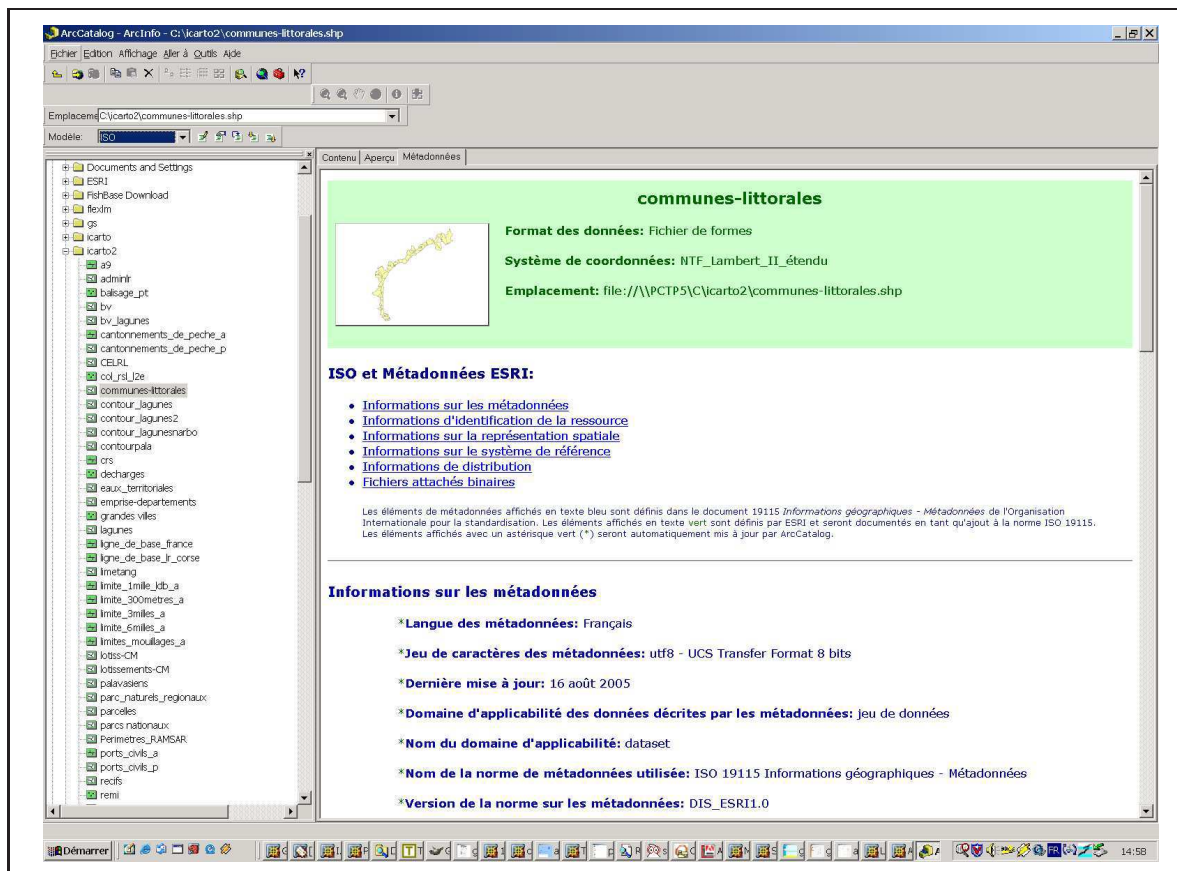 ArcCatalog - ArcInfo - C:\icarto2\communes-littorales.shp
Fichier Edition Affichage Aller à Outils Aide
Emplaceme C:\icarto2\communes-littorales.shp
Modèle: ISO
Documents and Settings
ESRI
FishBase Download
flexlm
gs
icarto
icarto2
a9
adminlr
balisage_pt
bv
bv_lagunes
cantonnements_de_peche_a
cantonnements_de_peche_p
CELRL
col_rsl_l2e
communes-littorales
contour_lagunes
contour_lagunes2
contour_lagunesnarbo
contourpala
crs
decharges
eaux_territoriales
emprise-departements
grandes villes
lagunes
ligne_de_base_france
ligne_de_base_lr_corse
limetang
limite_1mille_ldb_a
limite_300metres_a
limite_3milles_a
limite_6milles_a
limites_mouillages_a
lotiss-CM
lotissements-CM
palavasiens
parc_naturels_regionaux
parcelles
parcs nationaux
Perimetres_RAMSAR
ports_civils_a
ports_civils_p
recifs
remi
Contenu Aperçu Métadonnées
communes-littorales
Format des données: Fichier de formes
Système de coordonnées: NTF_Lambert_II_étendu
Emplacement: file://\\PCTP5\C\icarto2\communes-littorales.shp
ISO et Métadonnées ESRI:
• Informations sur les métadonnées
• Informations d'identification de la ressource
• Informations sur la représentation spatiale
• Informations sur le système de référence
• Informations de distribution
• Fichiers attachés binaires
Les éléments de métadonnées affichés en texte bleu sont définis dans le document 19115 Informations géographiques - Métadonnées de l'Organisation
Internationale pour la standardisation. Les éléments affichés en texte vert sont définis par ESRI et seront documentés en tant qu'ajout à la norme ISO 19115.
Les éléments affichés avec un astérisque vert (*) seront automatiquement mis à jour par ArcCatalog.
Informations sur les métadonnées
*Langue des métadonnées: Français
*Jeu de caractères des métadonnées: utf8 - UCS Transfer Format 8 bits
*Dernière mise à jour: 16 août 2005
*Domaine d'applicabilité des données décrites par les métadonnées: jeu de données
*Nom du domaine d'applicabilité: dataset
*Nom de la norme de métadonnées utilisée: ISO 19115 Informations géographiques - Métadonnées
*Version de la norme sur les métadonnées: DIS_ESRI1.0
Démarrer
FR
14:58